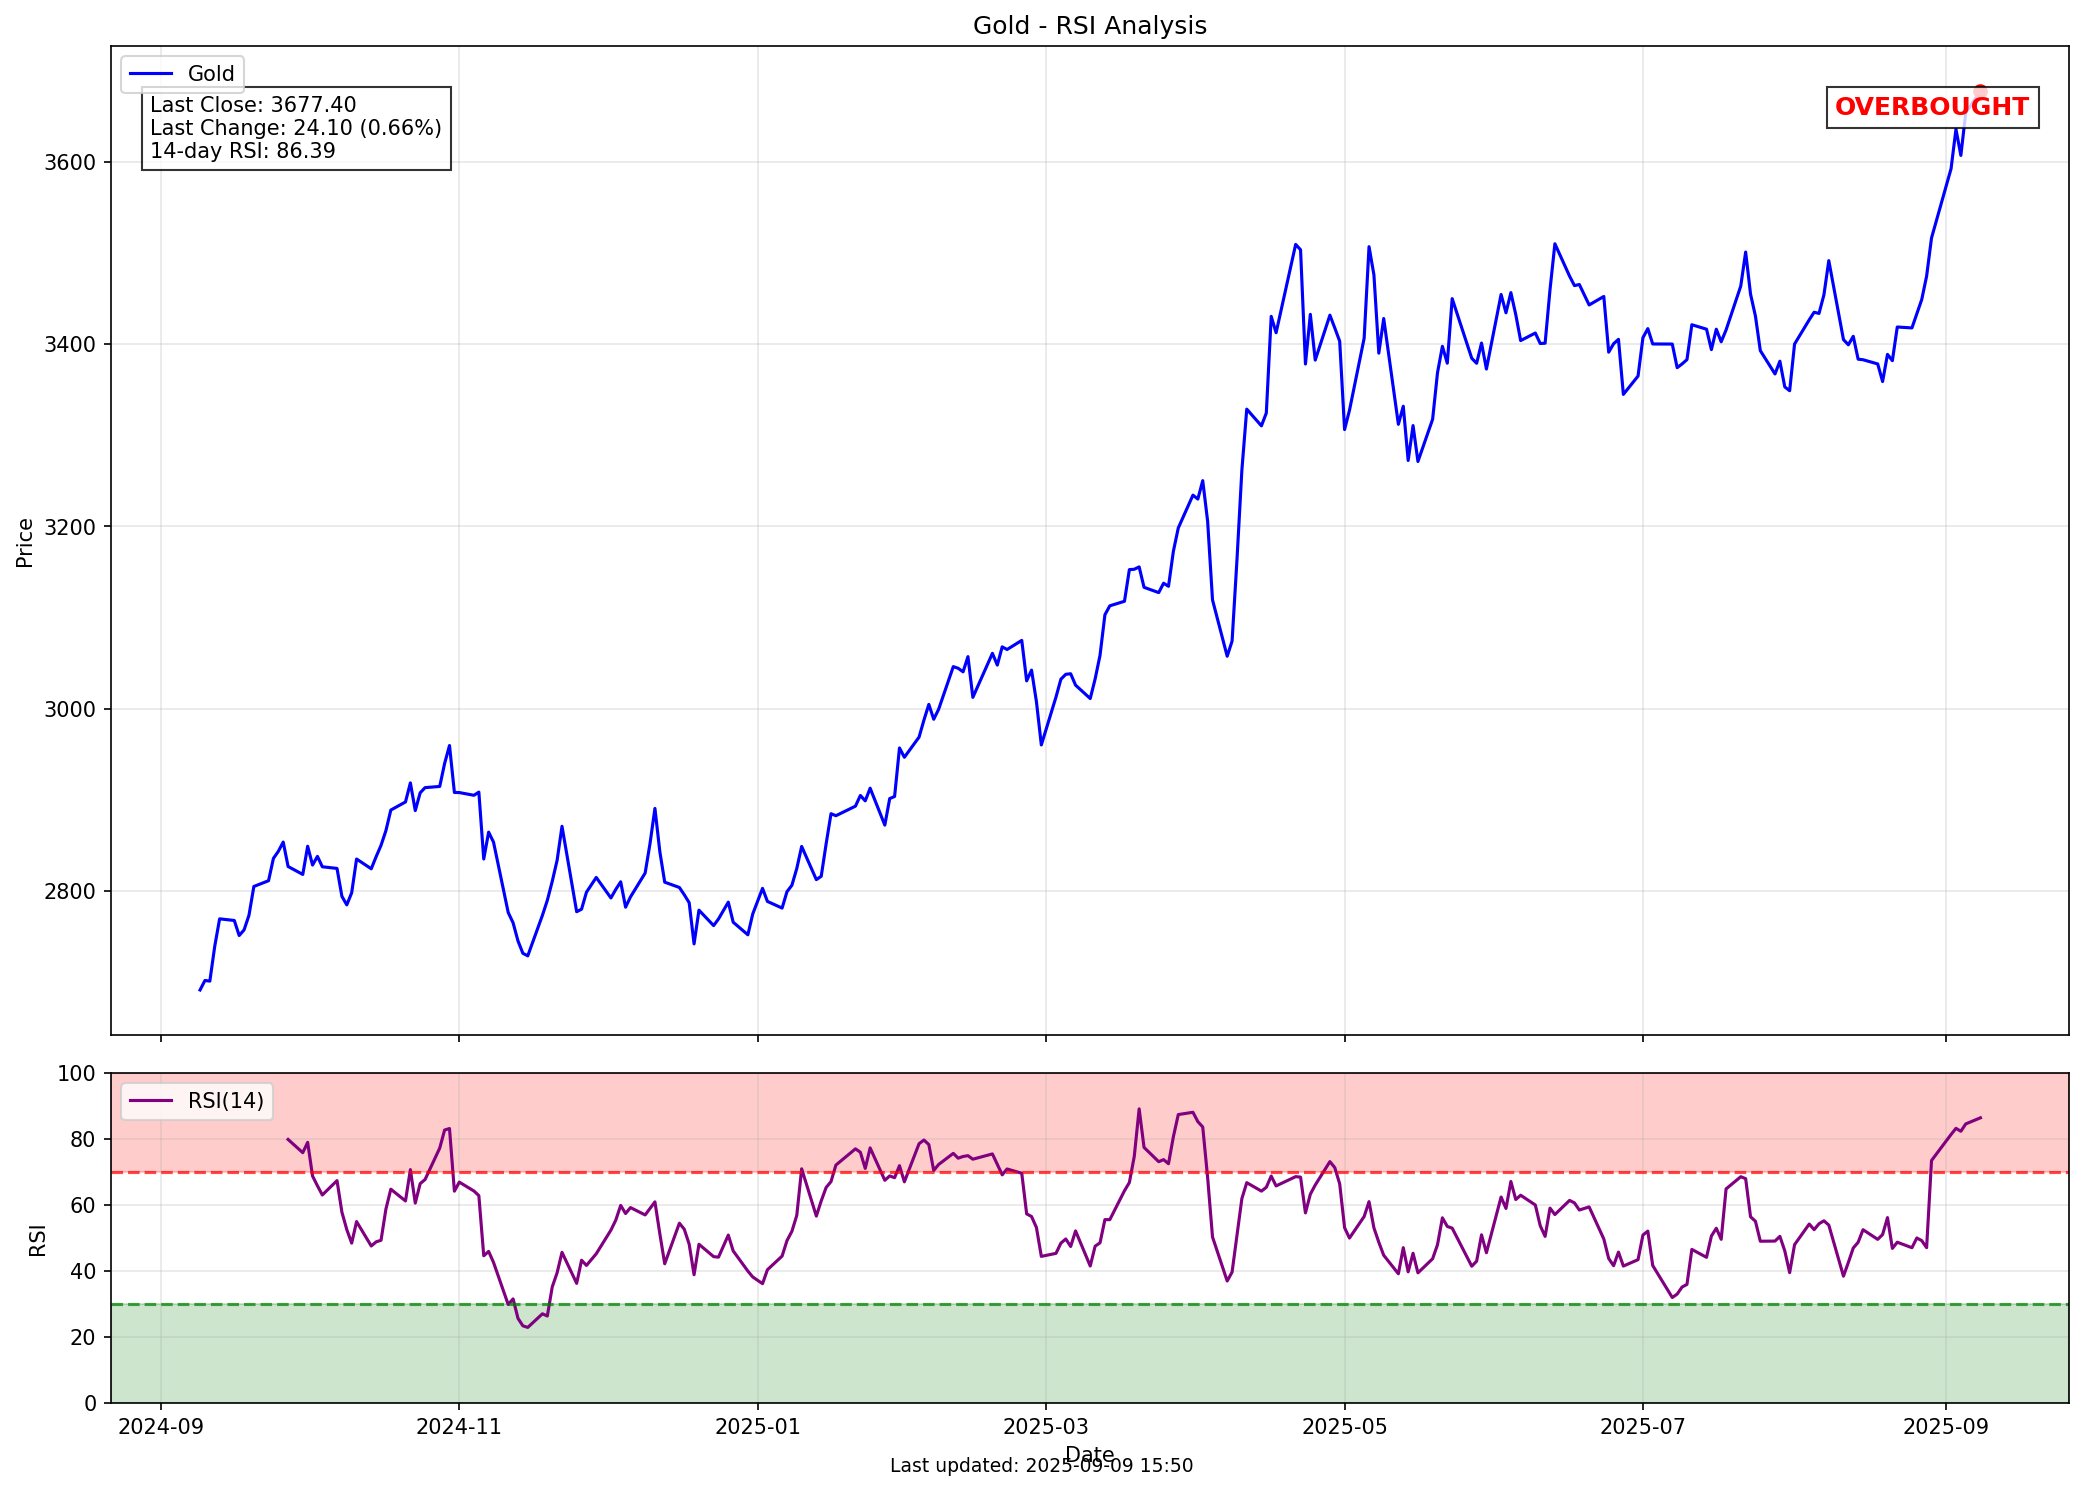 Gold - RSI Analysis
Gold
Last Close: 3677.40
Last Change: 24.10 (0.66%)
14-day RSI: 86.39
OVERBOUGHT
Price
3600
3400
3200
3000
2800
RSI(14)
RSI
100
80
60
40
20
0
2024-09
2024-11
2025-01
2025-03
2025-05
2025-07
2025-09
Date
Last updated: 2025-09-09 15:50